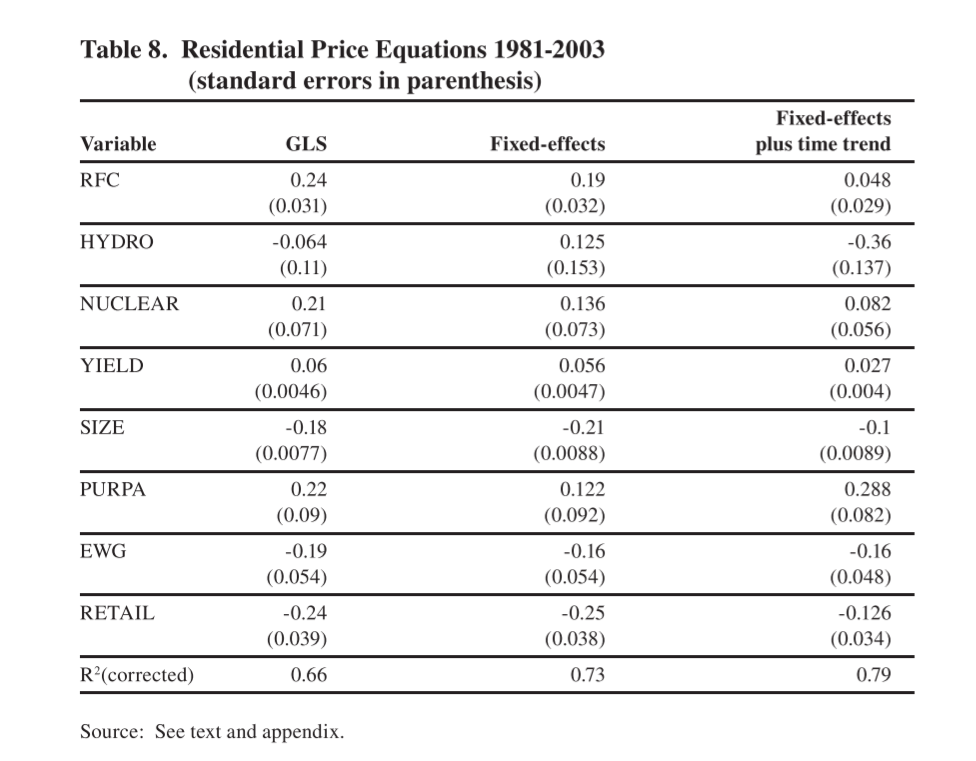 Table 8. Residential Price Equations 1981-2003
(standard errors in parenthesis)
Fixed-effects
Variable GLS Fixed-effects plus time trend
RFC 0.24 0.19 0.048
(0.031) (0.032) (0.029)
HYDRO -0.064 0.125 -0.36
(0.11) (0.153) (0.137)
NUCLEAR 0.21 0.136 0.082
(0.071) (0.073) (0.056)
YIELD 0.06 0.056 0.027
(0.0046) (0.0047) (0.004)
SIZE -0.18 -0.21 -0.1
(0.0077) (0.0088) (0.0089)
PURPA 0.22 0.122 0.288
(0.09) (0.092) (0.082)
EWG -0.19 -0.16 -0.16
(0.054) (0.054) (0.048)
RETAIL -0.24 -0.25 -0.126
(0.039) (0.038) (0.034)
R²(corrected) 0.66 0.73 0.79
Source: See text and appendix.